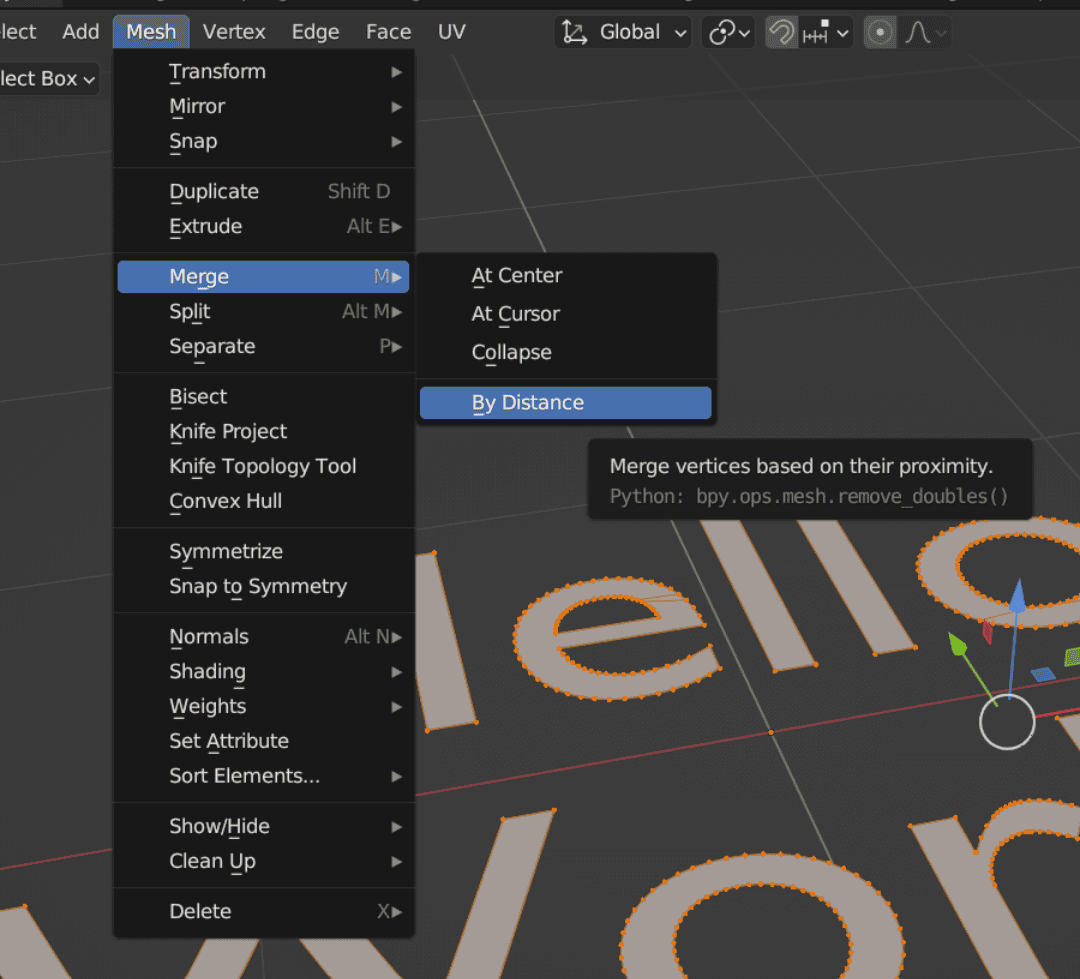 lect Add Mesh Vertex Edge Face UV Global
lect Box
Transform
Mirror
Snap
Duplicate Shift D
Extrude Alt E
Merge M
Split Alt M
Separate P
At Center
At Cursor
Collapse
By Distance
Merge vertices based on their proximity.
Python: bpy.ops.mesh.remove_doubles()
Bisect
Knife Project
Knife Topology Tool
Convex Hull
Symmetrize
Snap to Symmetry
Normals Alt N
Shading
Weights
Set Attribute
Sort Elements...
Show/Hide
Clean Up
Delete X
ello
wor